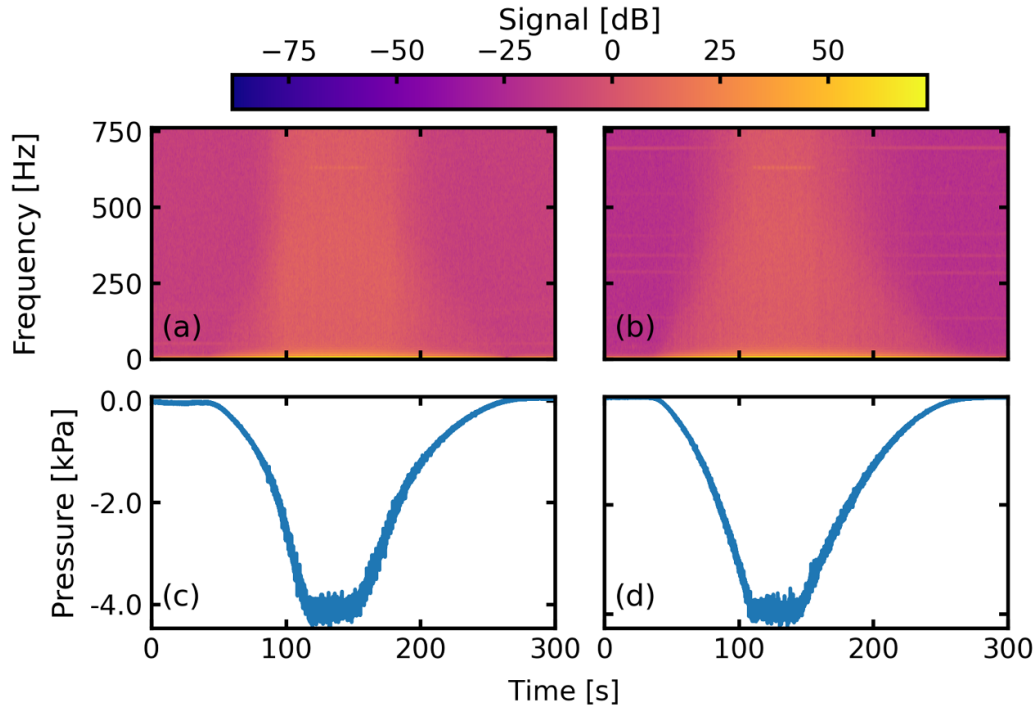 Signal [dB]
−75 −50 −25 0 25 50
Frequency [Hz]
750
500
250
0
(a)
(b)
Pressure [kPa]
0.0
-2.0
-4.0
(c)
(d)
0 100 200 300 0 100 200 300
Time [s]